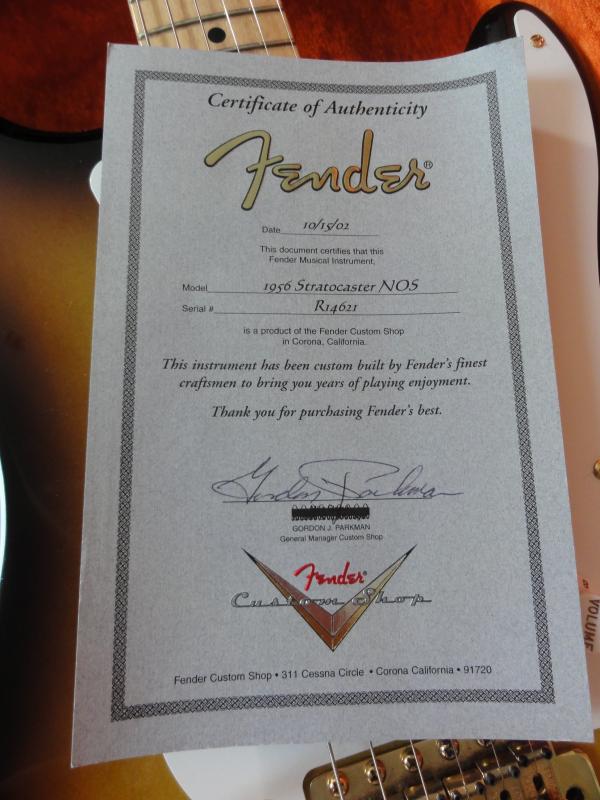 Certificate of Authenticity
Fender®
Date 10/15/02
This document certifies that this
Fender Musical Instrument,
Model 1956 Stratocaster NOS
Serial # R14621
is a product of the Fender Custom Shop
in Corona, California.
This instrument has been custom built by Fender's finest
craftsmen to bring you years of playing enjoyment.
Thank you for purchasing Fender's best.
Gordon Parkman
GORDON J. PARKMAN
General Manager Custom Shop
Fender®
Custom Shop
Fender Custom Shop • 311 Cessna Circle • Corona California • 91720
VOLUME